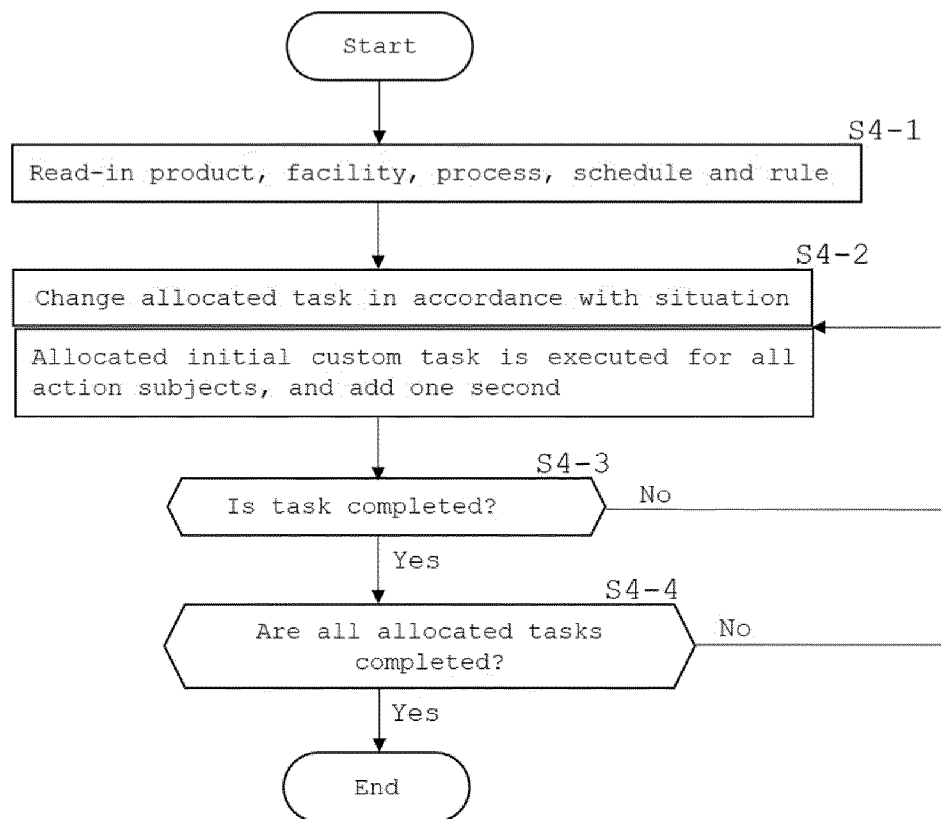 Start
S4-1
Read-in product, facility, process, schedule and rule
S4-2
Change allocated task in accordance with situation
Allocated initial custom task is executed for all
action subjects, and add one second
S4-3
Is task completed?
No
Yes
S4-4
Are all allocated tasks
completed?
No
Yes
End